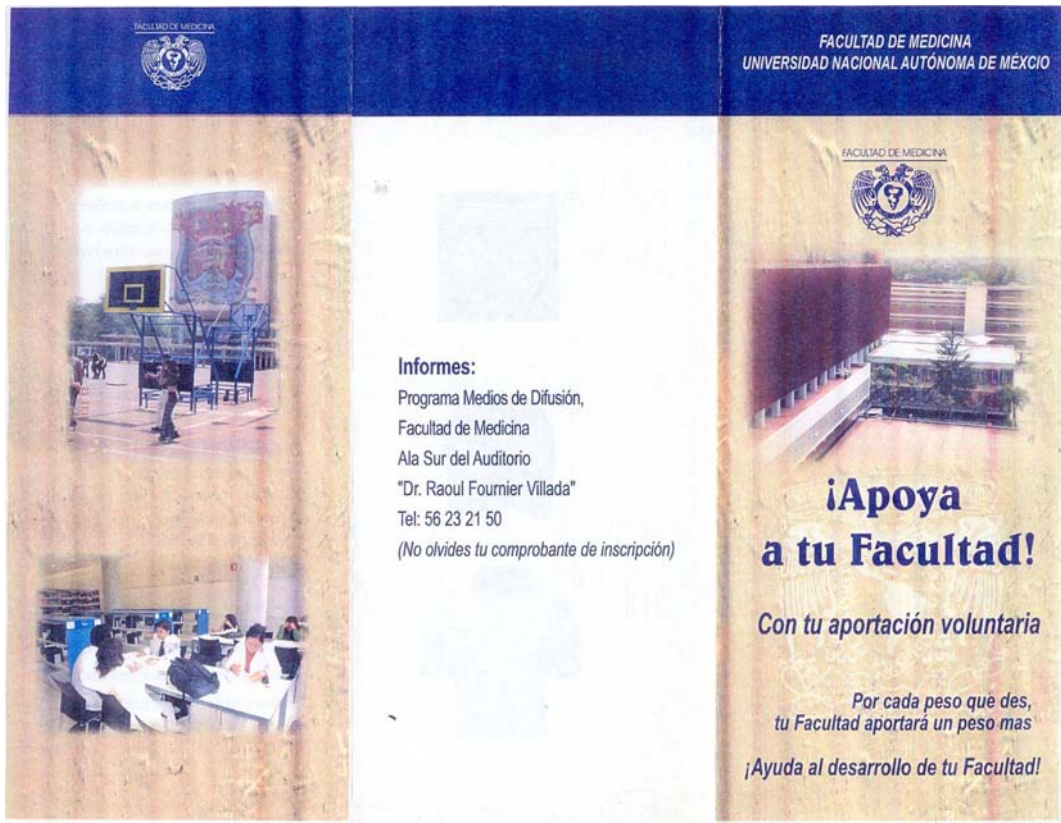 FACULTAD DE MEDICINA
Informes:
Programa Medios de Difusión,
Facultad de Medicina
Ala Sur del Auditorio
"Dr. Raoul Fournier Villada"
Tel: 56 23 21 50
(No olvides tu comprobante de inscripción)
FACULTAD DE MEDICINA
UNIVERSIDAD NACIONAL AUTÓNOMA DE MÉXCIO
FACULTAD DE MEDICINA
¡Apoya
a tu Facultad!
Con tu aportación voluntaria
Por cada peso que des,
tu Facultad aportará un peso mas
¡Ayuda al desarrollo de tu Facultad!